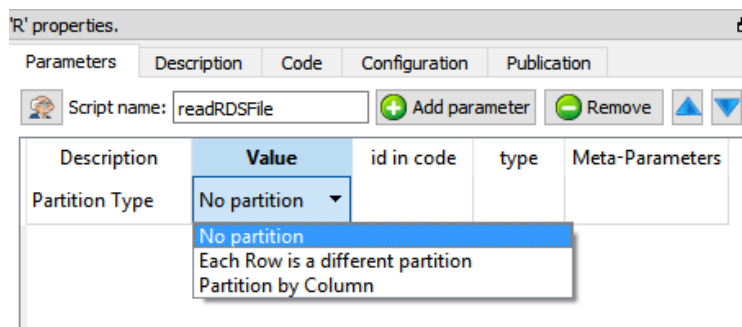 'R' properties.
Parameters Description Code Configuration Publication
Script name: readRDSFile Add parameter Remove
Description Value id in code type Meta-Parameters
Partition Type No partition
No partition
Each Row is a different partition
Partition by Column